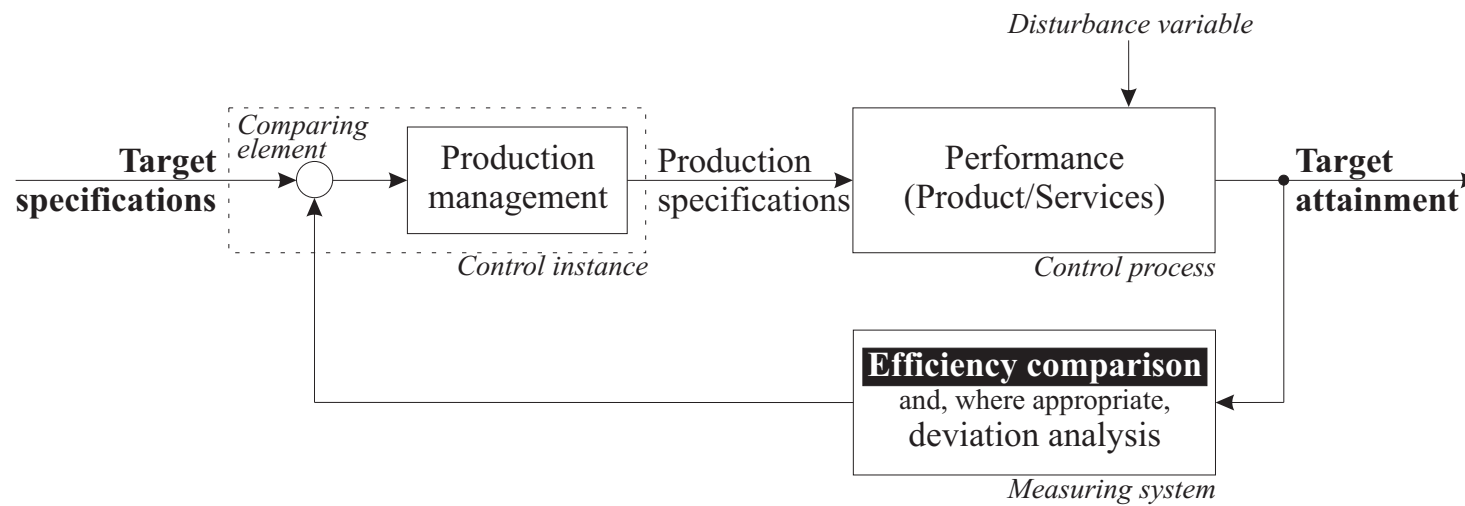 Disturbance variable
Comparing
element
Target
specifications
Production
management
Control instance
Production
specifications
Performance
(Product/Services)
Control process
Target
attainment
Efficiency comparison
and, where appropriate,
deviation analysis
Measuring system